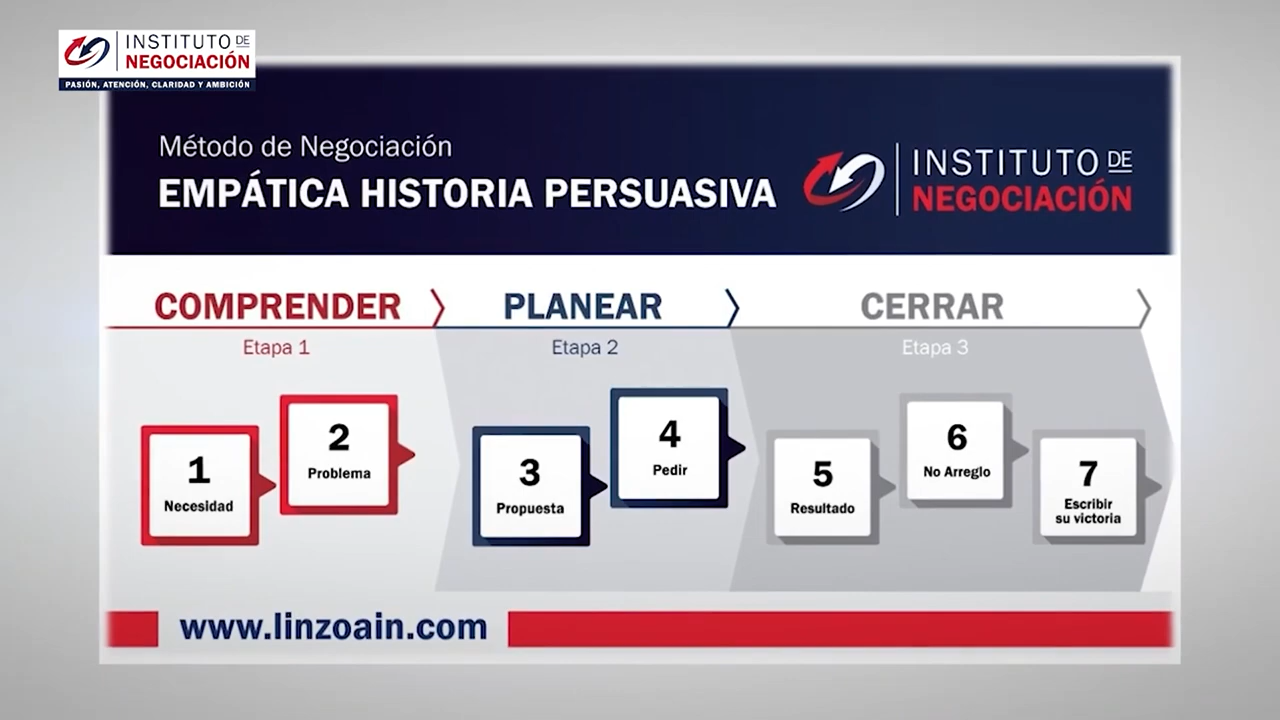 INSTITUTO DE
NEGOCIACIÓN
PASIÓN, ATENCIÓN, CLARIDAD Y AMBICIÓN
Método de Negociación
EMPÁTICA HISTORIA PERSUASIVA
INSTITUTO DE
NEGOCIACIÓN
COMPRENDER
Etapa 1
PLANEAR
Etapa 2
CERRAR
Etapa 3
1
Necesidad
2
Problema
3
Propuesta
4
Pedir
5
Resultado
6
No Arreglo
7
Escribir
su victoria
www.linzoain.com